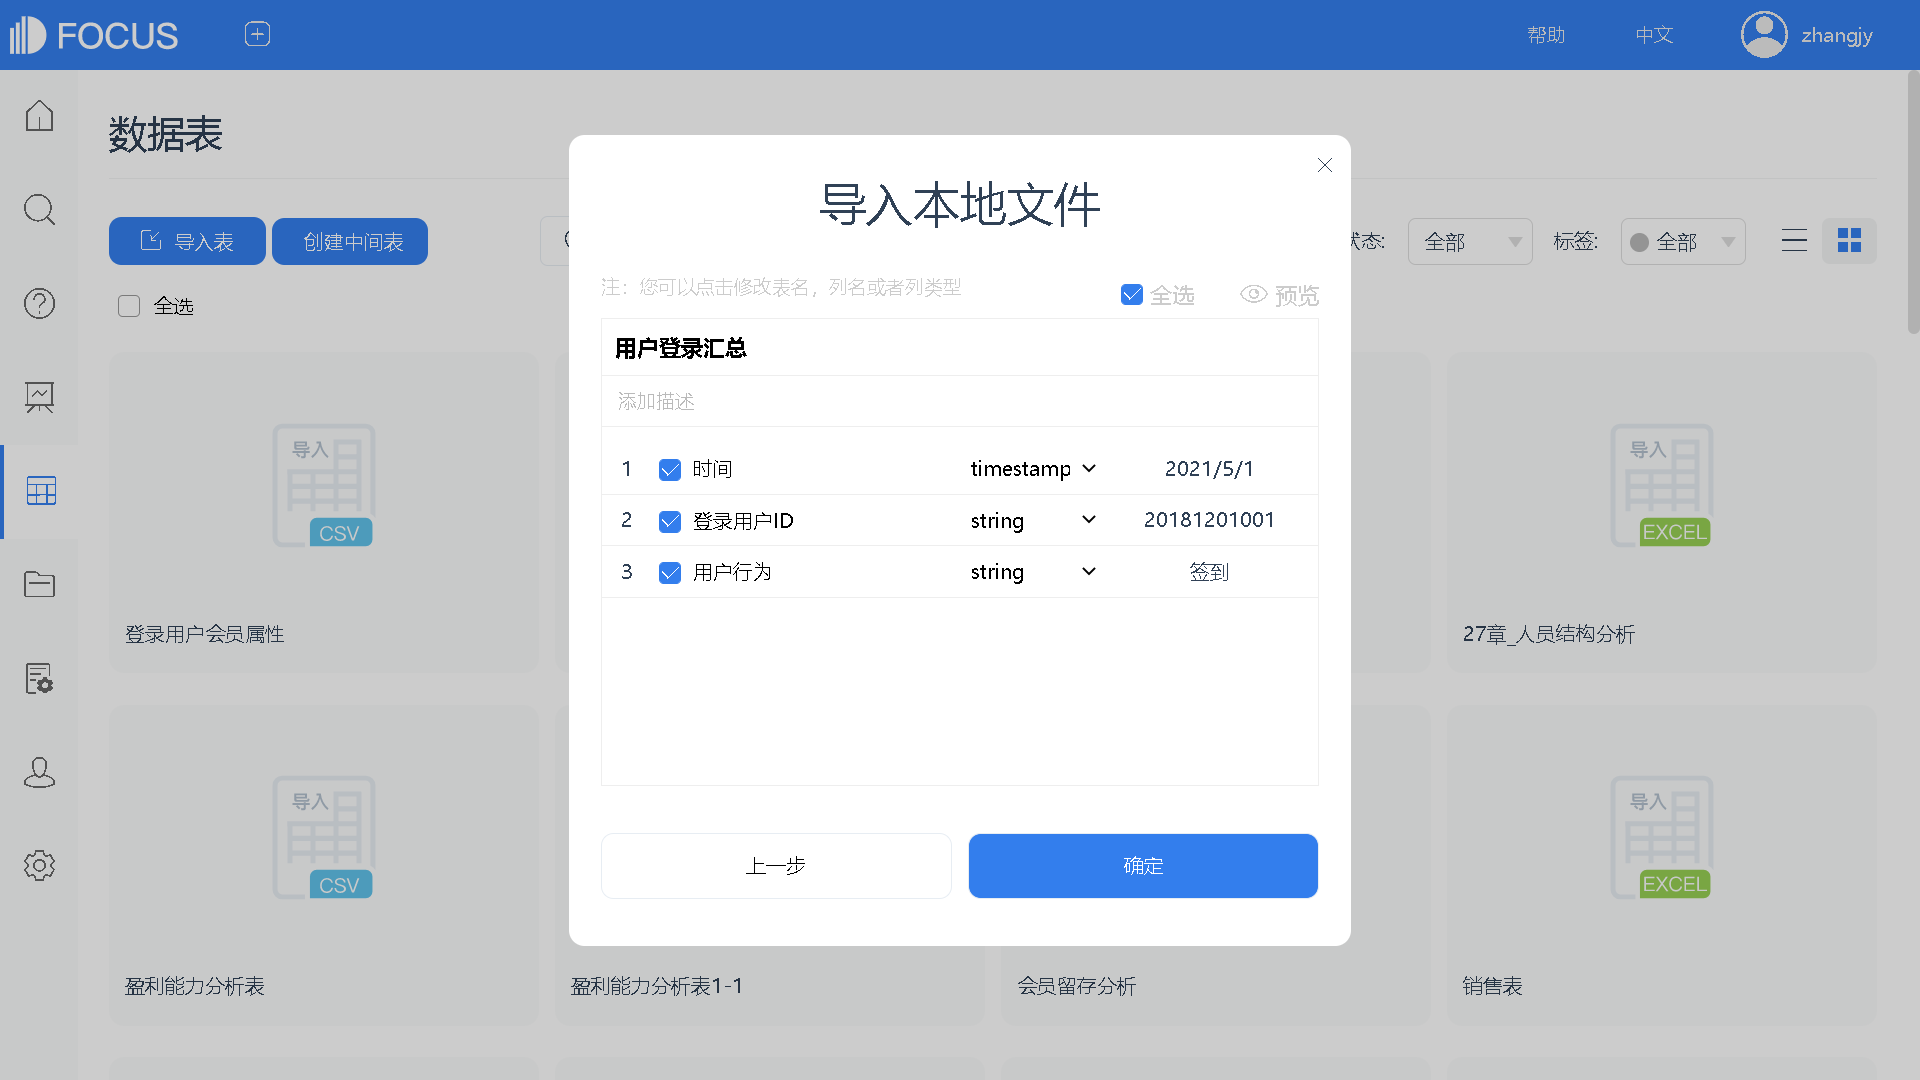 FOCUS
帮助
中文
zhangjy
数据表
导入表
创建中间表
状态:
全部
标签:
全部
全选
导入本地文件
注：您可以点击修改表名，列名或者列类型
全选
预览
用户登录汇总
添加描述
1 时间 timestamp 2021/5/1
2 登录用户ID string 20181201001
3 用户行为 string 签到
上一步
确定
导入
CSV
登录用户会员属性
导入
EXCEL
27章_人员结构分析
导入
CSV
盈利能力分析表
盈利能力分析表1-1
会员留存分析
导入
EXCEL
销售表